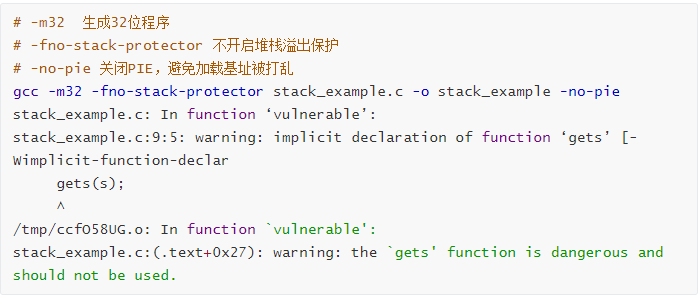 # -m32  生成32位程序
# -fno-stack-protector 不开启堆栈溢出保护
# -no-pie 关闭PIE，避免加载基址被打乱
gcc -m32 -fno-stack-protector stack_example.c -o stack_example -no-pie
stack_example.c: In function ‘vulnerable’:
stack_example.c:9:5: warning: implicit declaration of function ‘gets’ [-
Wimplicit-function-declar
     gets(s);
     ^
/tmp/ccfO58UG.o: In function `vulnerable':
stack_example.c:(.text+0x27): warning: the `gets' function is dangerous and
should not be used.